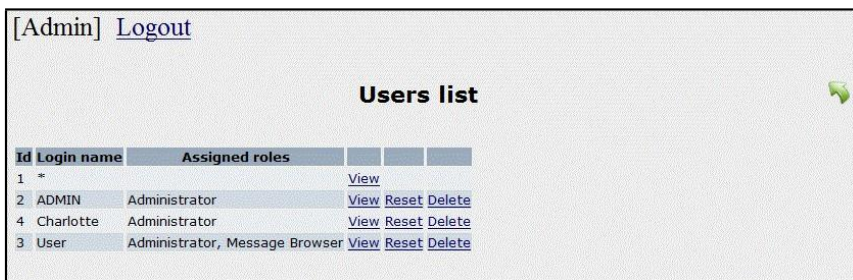 [Admin] Logout
Users list
Id Login name Assigned roles
1 * View
2 ADMIN Administrator View Reset Delete
4 Charlotte Administrator View Reset Delete
3 User Administrator, Message Browser View Reset Delete